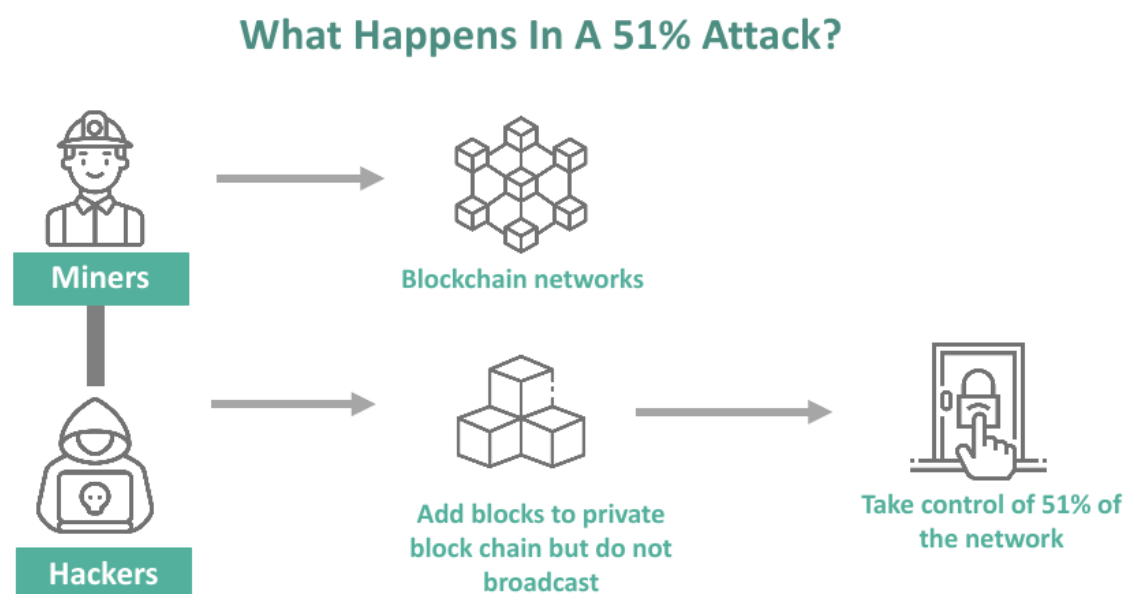 What Happens In A 51% Attack?
Miners
Blockchain networks
Hackers
Add blocks to private
block chain but do not
broadcast
Take control of 51% of
the network